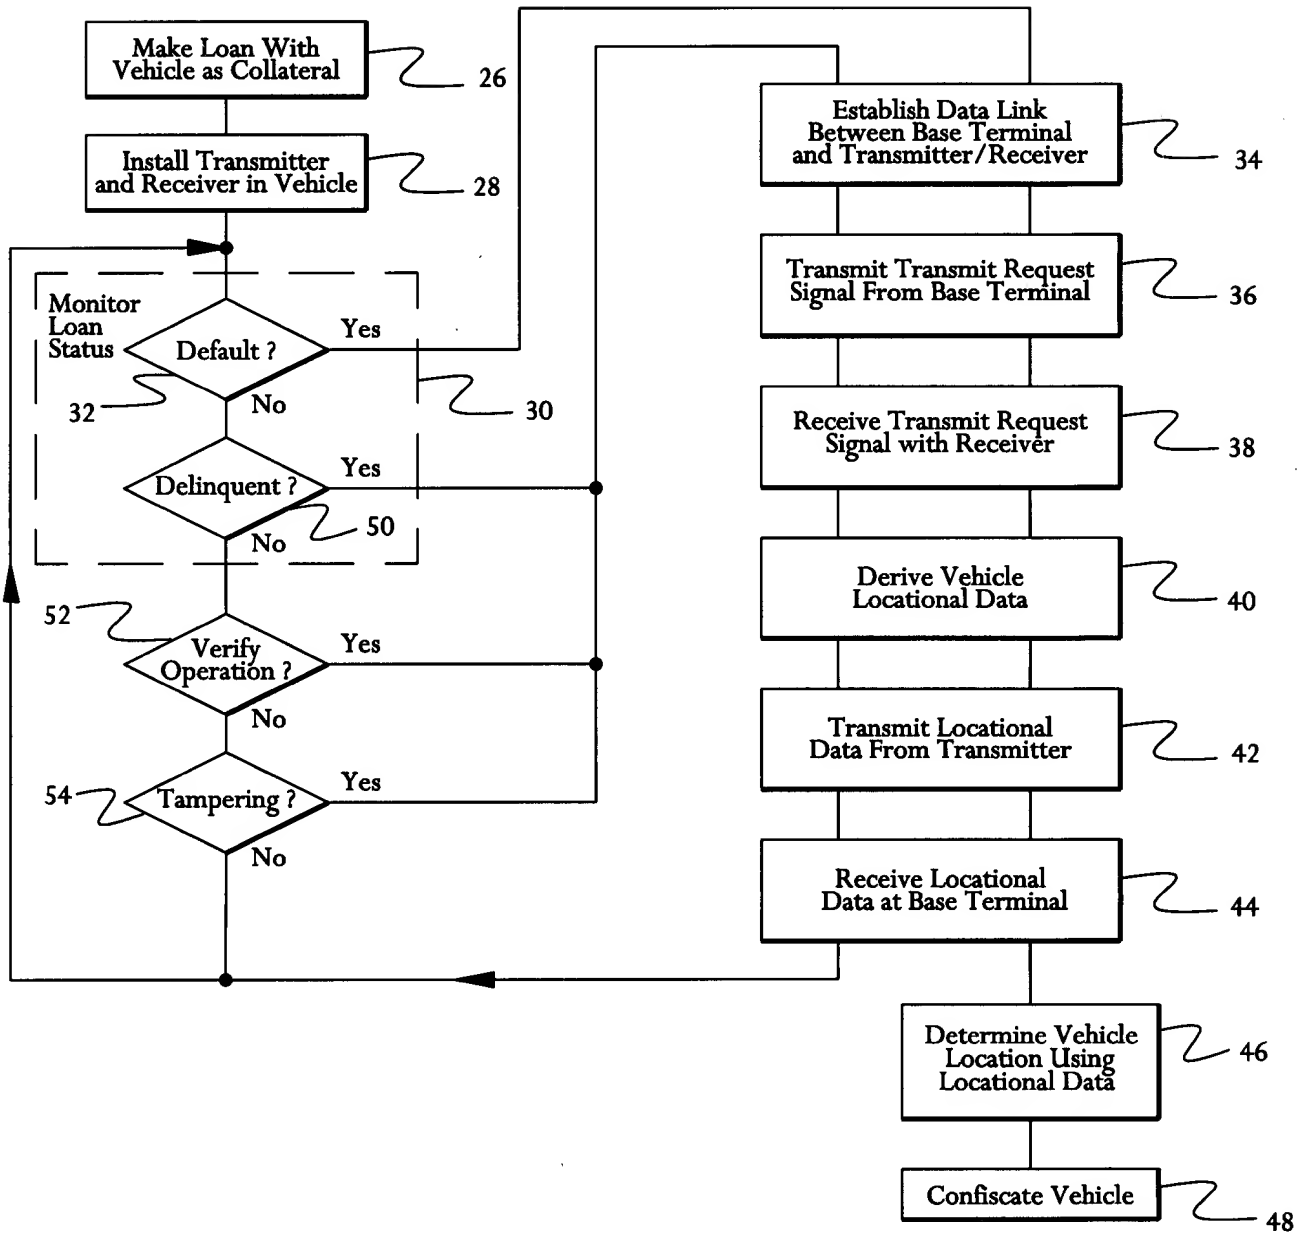 Make Loan With
Vehicle as Collateral
26
Install Transmitter
and Receiver in Vehicle
28
Monitor
Loan
Status
Default ?
Yes
32
No
30
Delinquent ?
Yes
50
No
52
Verify
Operation ?
Yes
No
54
Tampering ?
Yes
No
Establish Data Link
Between Base Terminal
and Transmitter/Receiver
34
Transmit Transmit Request
Signal From Base Terminal
36
Receive Transmit Request
Signal with Receiver
38
Derive Vehicle
Locational Data
40
Transmit Locational
Data From Transmitter
42
Receive Locational
Data at Base Terminal
44
Determine Vehicle
Location Using
Locational Data
46
Confiscate Vehicle
48